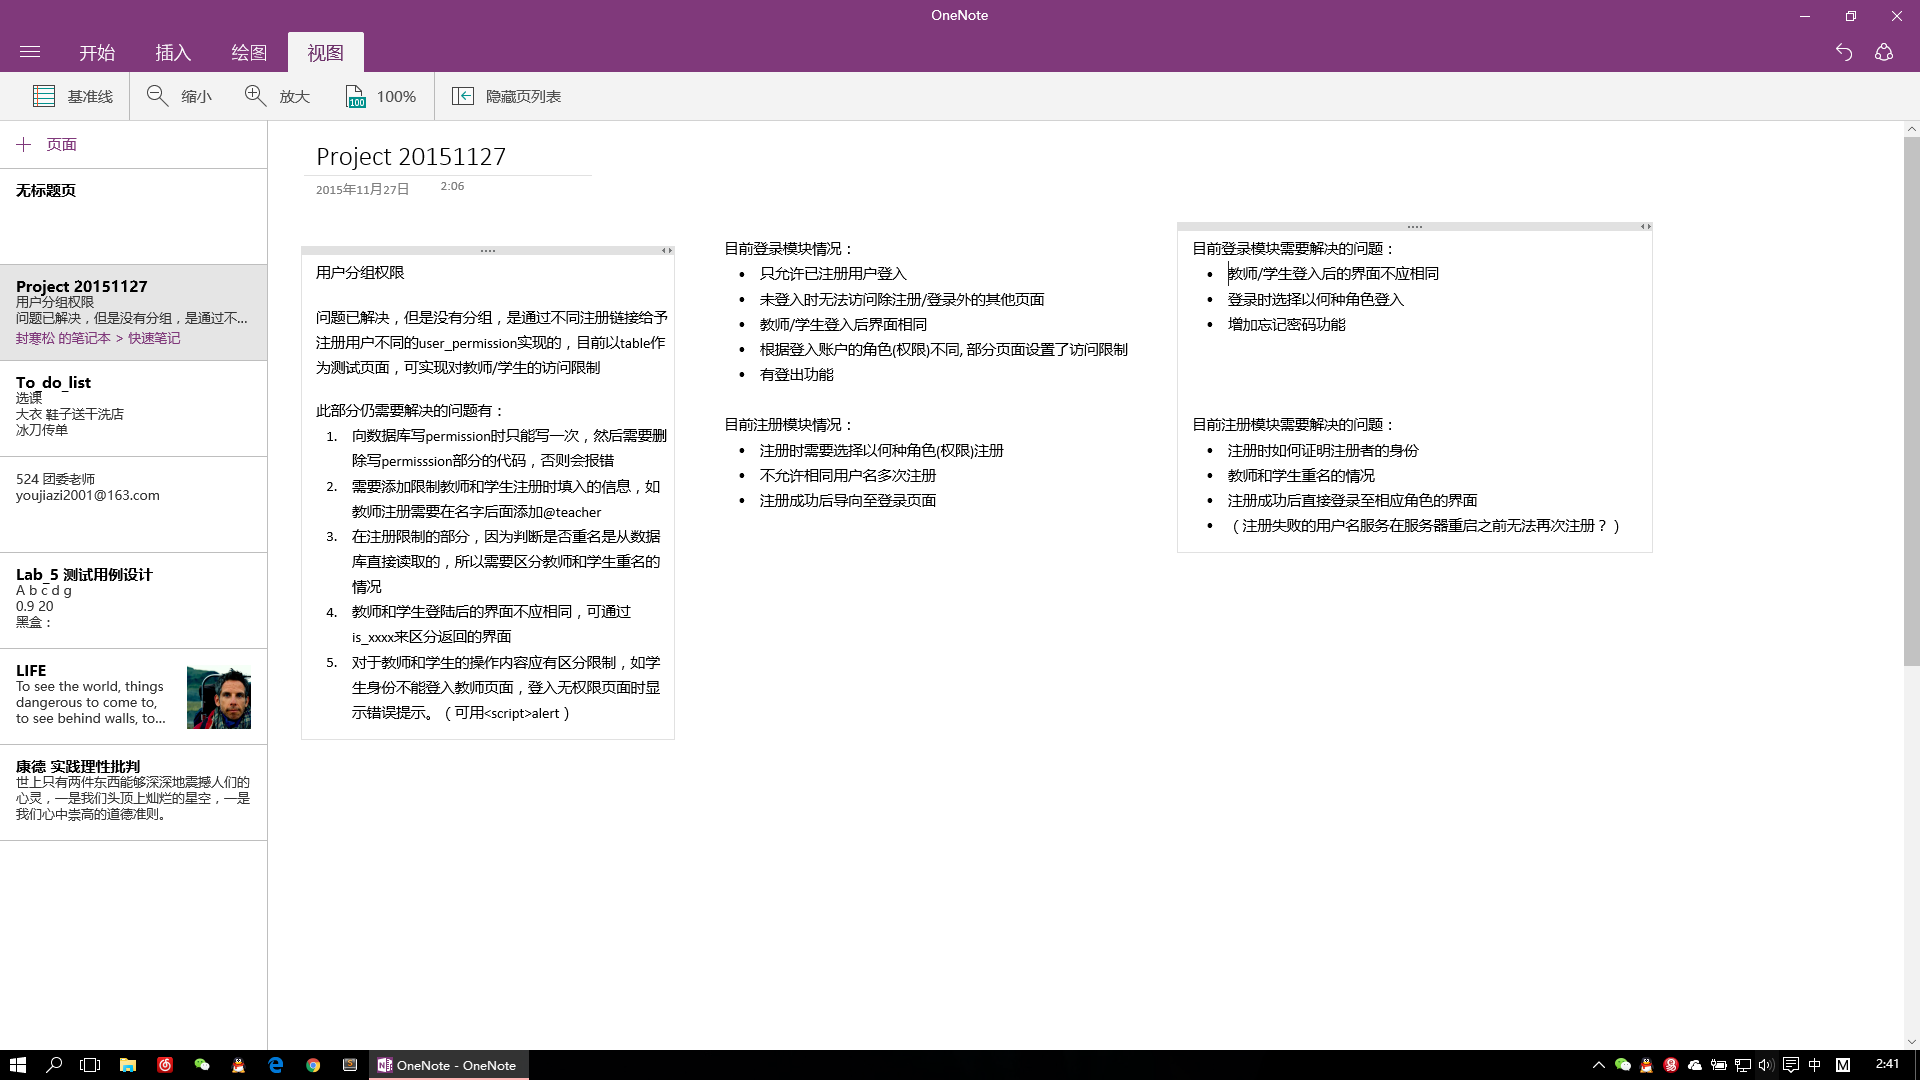 OneNote
开始
插入
绘图
视图
基准线
缩小
放大
100
100%
隐藏页列表
页面
无标题页
Project 20151127
用户分组权限
问题已解决，但是没有分组，是通过不...
封寒松 的笔记本 > 快速笔记
To_do_list
选课
大衣 鞋子送干洗店
冰刀传单
524 团委老师
youjiazi2001@163.com
Lab_5 测试用例设计
A b c d g
0.9 20
黑盒：
LIFE
To see the world, things
dangerous to come to,
to see behind walls, to...
康德 实践理性批判
世上只有两件东西能够深深地震撼人们的
心灵，一是我们头顶上灿烂的星空，一是
我们心中崇高的道德准则。
Project 20151127
2015年11月27日
2:06
用户分组权限
问题已解决，但是没有分组，是通过不同注册链接给予
注册用户不同的user_permission实现的，目前以table作
为测试页面，可实现对教师/学生的访问限制
此部分仍需要解决的问题有：
1. 向数据库写permission时只能写一次，然后需要删
除写permisssion部分的代码，否则会报错
2. 需要添加限制教师和学生注册时填入的信息，如
教师注册需要在名字后面添加@teacher
3. 在注册限制的部分，因为判断是否重名是从数据
库直接读取的，所以需要区分教师和学生重名的
情况
4. 教师和学生登陆后的界面不应相同，可通过
is_xxxx来区分返回的界面
5. 对于教师和学生的操作内容应有区分限制，如学
生身份不能登入教师页面，登入无权限页面时显
示错误提示。（可用<script>alert）
目前登录模块情况：
• 只允许已注册用户登入
• 未登入时无法访问除注册/登录外的其他页面
• 教师/学生登入后界面相同
• 根据登入账户的角色(权限)不同, 部分页面设置了访问限制
• 有登出功能
目前注册模块情况：
• 注册时需要选择以何种角色(权限)注册
• 不允许相同用户名多次注册
• 注册成功后导向至登录页面
目前登录模块需要解决的问题：
• 教师/学生登入后的界面不应相同
• 登录时选择以何种角色登入
• 增加忘记密码功能
目前注册模块需要解决的问题：
• 注册时如何证明注册者的身份
• 教师和学生重名的情况
• 注册成功后直接登录至相应角色的界面
• （注册失败的用户名服务在服务器重启之前无法再次注册？）
OneNote - OneNote
中
M
2:41